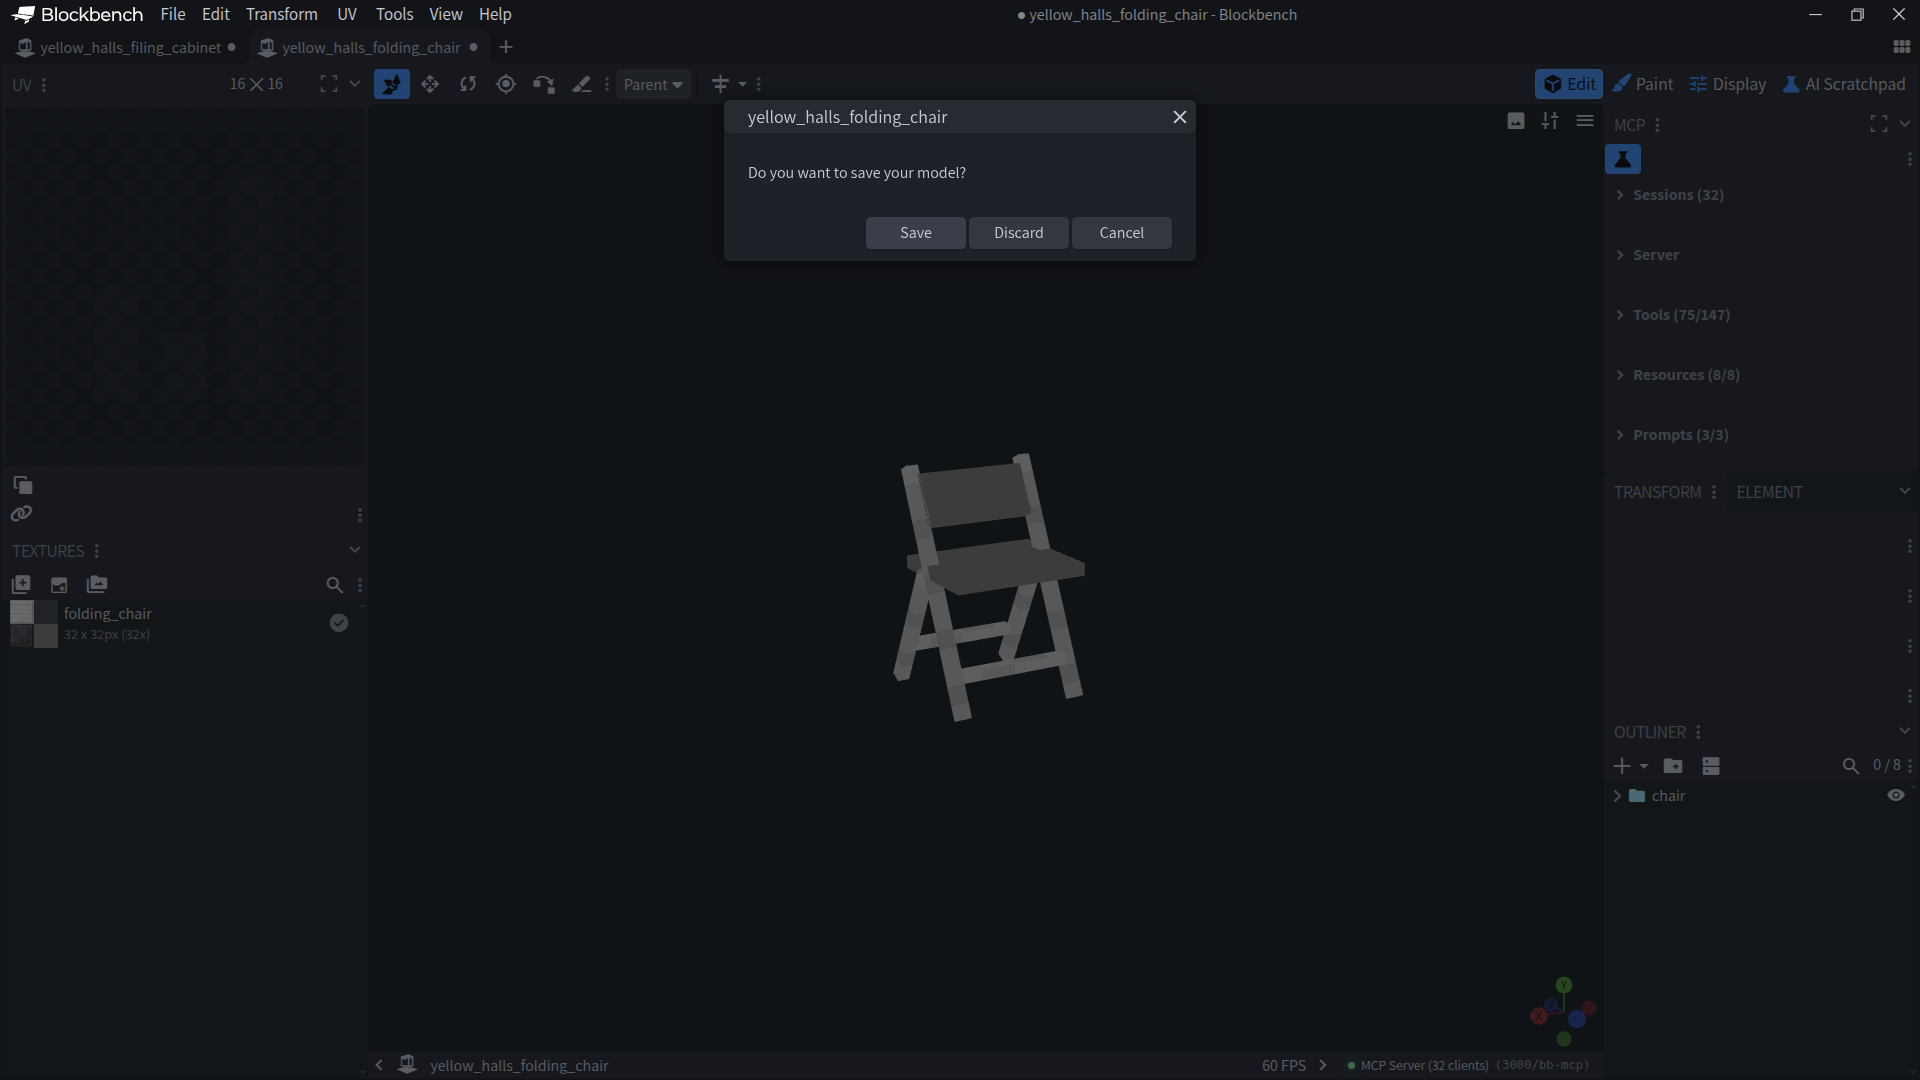 Blockbench File Edit Transform UV Tools View Help
● yellow_halls_folding_chair - Blockbench
yellow_halls_filing_cabinet
yellow_halls_folding_chair
UV
16 × 16
Parent
Edit
Paint
Display
AI Scratchpad
yellow_halls_folding_chair
Do you want to save your model?
Save
Discard
Cancel
MCP
Sessions (32)
Server
Tools (75/147)
Resources (8/8)
Prompts (3/3)
TRANSFORM
ELEMENT
TEXTURES
folding_chair
32 x 32px (32x)
OUTLINER
0 / 8
chair
Y
X
Z
yellow_halls_folding_chair
60 FPS
MCP Server (32 clients) (3000/bb-mcp)